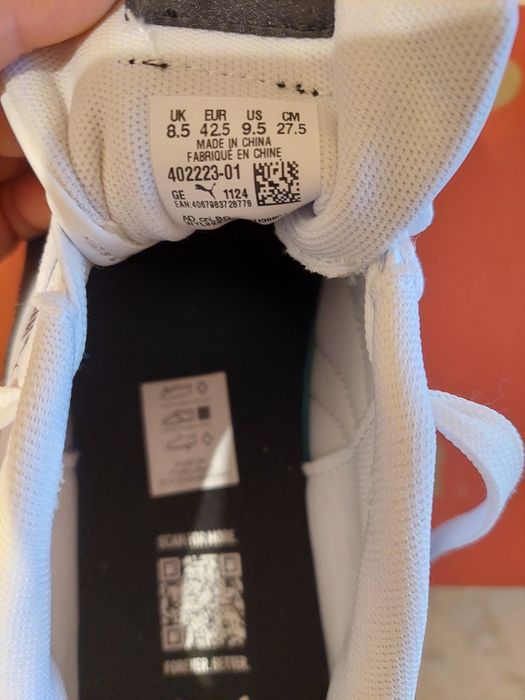 UK EUR US CM
8.5 42.5 9.5 27.5
MADE IN CHINA
FABRIQUÉ EN CHINE
402223-01
GE 1124
EAN:4067983728778
SCAN FOR MORE.
FOREVER. BETTER.